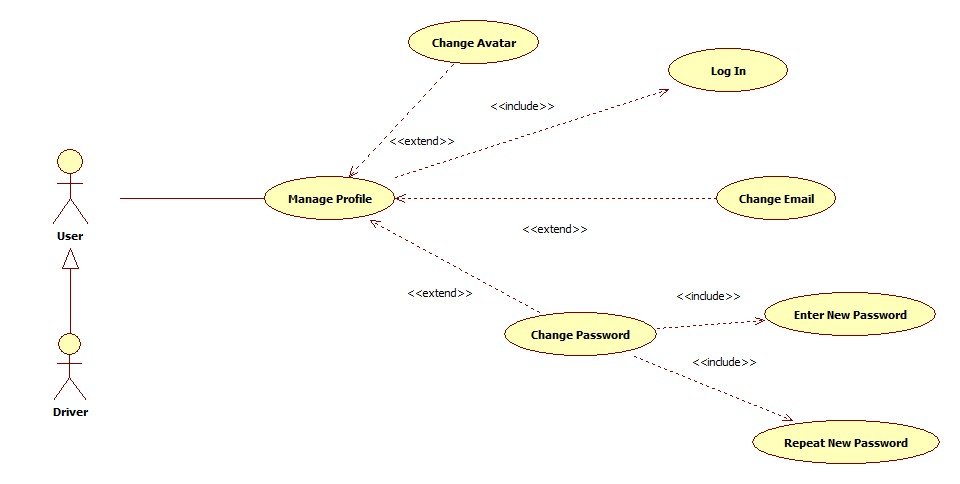 Change Avatar
Log In
<<include>>
<<extend>>
Manage Profile
Change Email
<<extend>>
User
<<extend>>
<<include>>
Enter New Password
Change Password
<<include>>
Driver
Repeat New Password